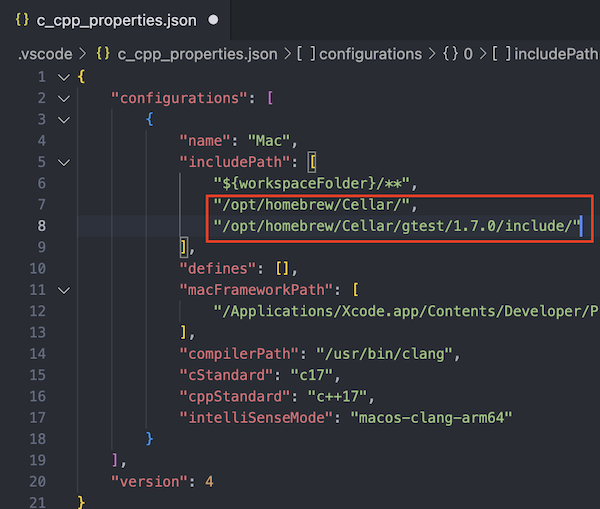 {} c_cpp_properties.json ●
.vscode > {} c_cpp_properties.json > [ ] configurations > {} 0 > [ ] includePath
1 {
2 "configurations": [
3 {
4 "name": "Mac",
5 "includePath": [
6 "${workspaceFolder}/**",
7 "/opt/homebrew/Cellar/",
8 "/opt/homebrew/Cellar/gtest/1.7.0/include/"
9 ],
10 "defines": [],
11 "macFrameworkPath": [
12 "/Applications/Xcode.app/Contents/Developer/P
13 ],
14 "compilerPath": "/usr/bin/clang",
15 "cStandard": "c17",
16 "cppStandard": "c++17",
17 "intelliSenseMode": "macos-clang-arm64"
18 }
19 ],
20 "version": 4
21 }